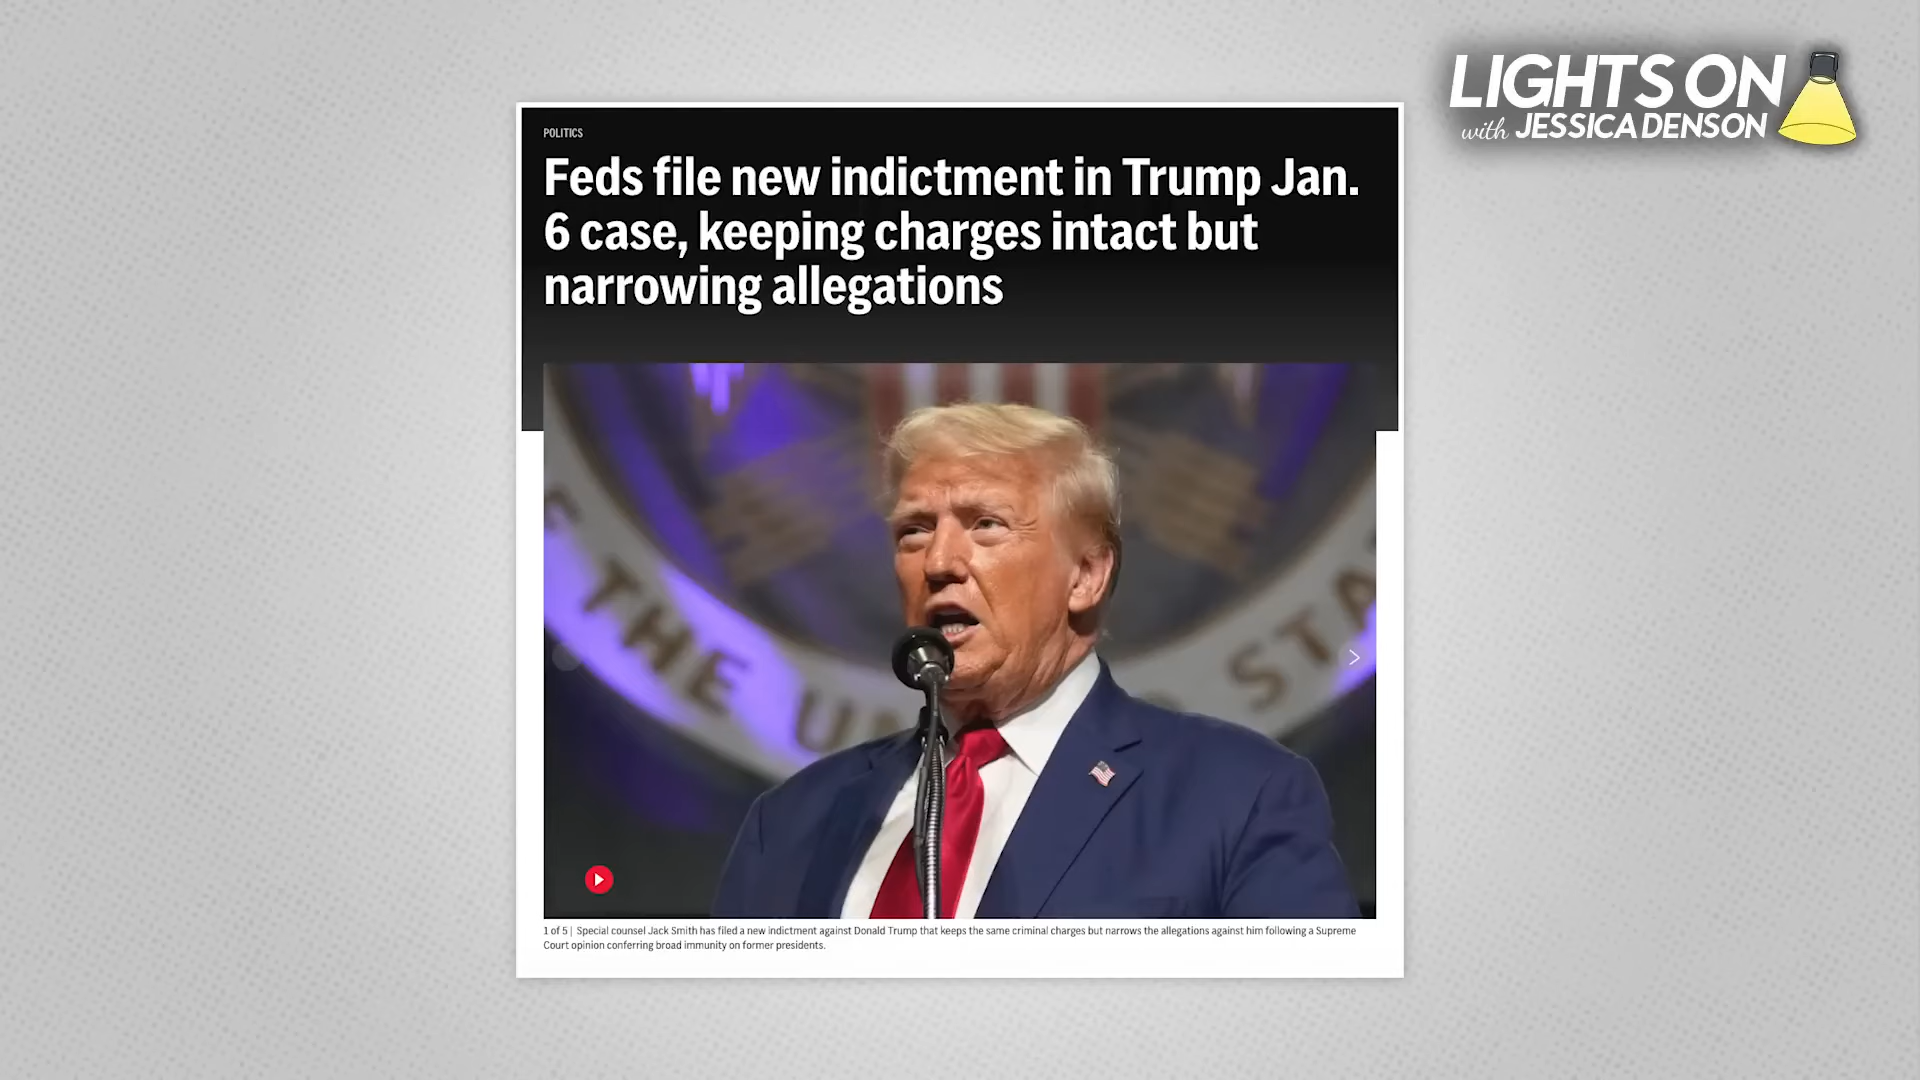 LIGHTS ON
with JESSICA DENSON
POLITICS
Feds file new indictment in Trump Jan.
6 case, keeping charges intact but
narrowing allegations
THE UN STA
1 of 5 | Special counsel Jack Smith has filed a new indictment against Donald Trump that keeps the same criminal charges but narrows the allegations against him following a Supreme
Court opinion conferring broad immunity on former presidents.